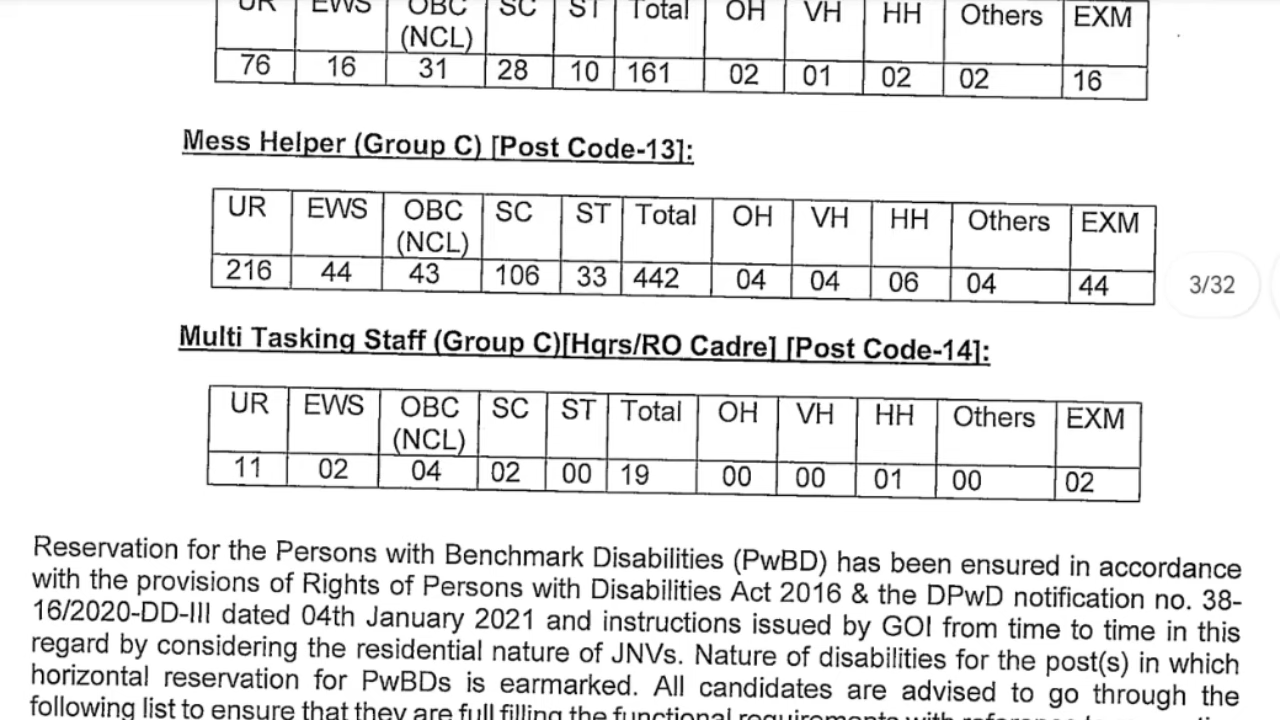 UR EWS OBC SC ST Total OH VH HH Others EXM
(NCL)
76 16 31 28 10 161 02 01 02 02 16
Mess Helper (Group C) [Post Code-13]:
UR EWS OBC SC ST Total OH VH HH Others EXM
(NCL)
216 44 43 106 33 442 04 04 06 04 44
3/32
Multi Tasking Staff (Group C)[Hqrs/RO Cadre] [Post Code-14]:
UR EWS OBC SC ST Total OH VH HH Others EXM
(NCL)
11 02 04 02 00 19 00 00 01 00 02
Reservation for the Persons with Benchmark Disabilities (PwBD) has been ensured in accordance
with the provisions of Rights of Persons with Disabilities Act 2016 & the DPwD notification no. 38-
16/2020-DD-III dated 04th January 2021 and instructions issued by GOI from time to time in this
regard by considering the residential nature of JNVs. Nature of disabilities for the post(s) in which
horizontal reservation for PwBDs is earmarked. All candidates are advised to go through the
following list to ensure that they are full filling the functional requirements with